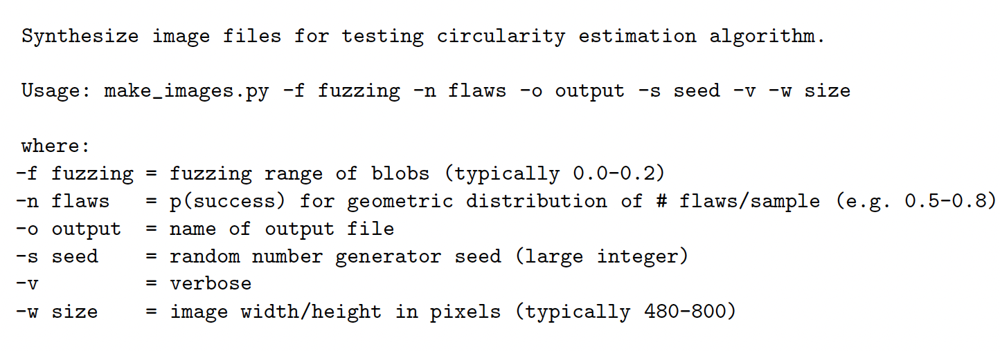 Synthesize image files for testing circularity estimation algorithm.
Usage: make_images.py -f fuzzing -n flaws -o output -s seed -v -w size
where:
-f fuzzing = fuzzing range of blobs (typically 0.0-0.2)
-n flaws   = p(success) for geometric distribution of # flaws/sample (e.g. 0.5-0.8)
-o output  = name of output file
-s seed    = random number generator seed (large integer)
-v         = verbose
-w size    = image width/height in pixels (typically 480-800)